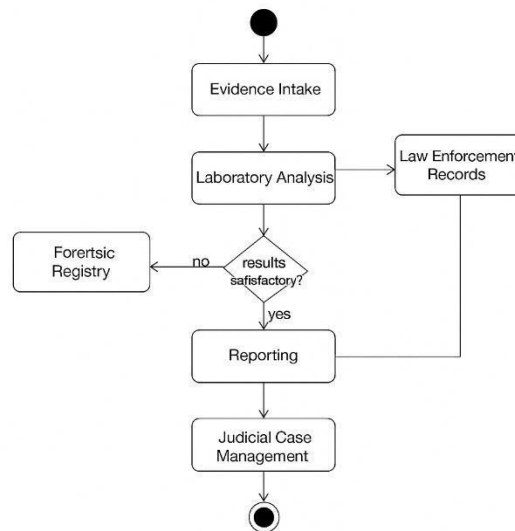 Evidence Intake
Laboratory Analysis
Law Enforcement
Records
Forertsic
Registry
no
results
safisfactory?
yes
Reporting
Judicial Case
Management